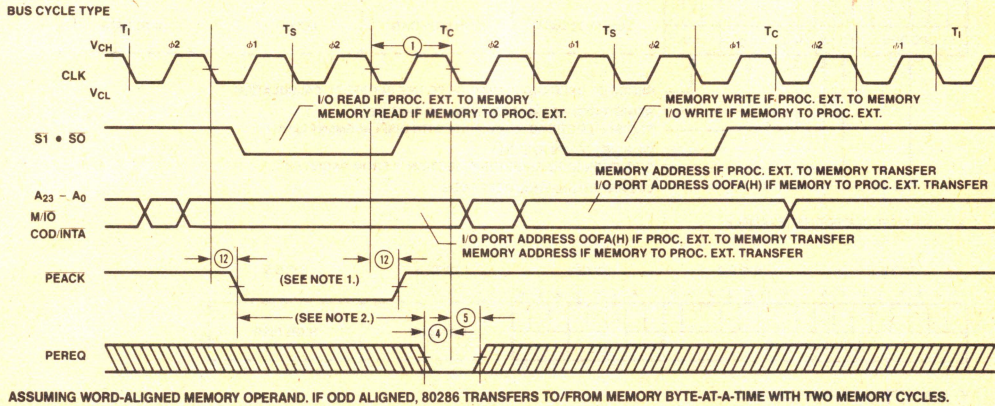 BUS CYCLE TYPE
TI TS TC TS TC TI
VCH φ2 φ1 φ2 1 φ2 φ1 φ2 φ1 φ2 φ1
CLK
VCL
I/O READ IF PROC. EXT. TO MEMORY
MEMORY READ IF MEMORY TO PROC. EXT.
MEMORY WRITE IF PROC. EXT. TO MEMORY
I/O WRITE IF MEMORY TO PROC. EXT.
S1 • S0
MEMORY ADDRESS IF PROC. EXT. TO MEMORY TRANSFER
I/O PORT ADDRESS OOFA(H) IF MEMORY TO PROC. EXT. TRANSFER
A23 – A0
M/IO
COD/INTA
I/O PORT ADDRESS OOFA(H) IF PROC. EXT. TO MEMORY TRANSFER
MEMORY ADDRESS IF MEMORY TO PROC. EXT. TRANSFER
12 12
PEACK (SEE NOTE 1.)
(SEE NOTE 2.) 5
4
PEREQ
ASSUMING WORD-ALIGNED MEMORY OPERAND. IF ODD ALIGNED, 80286 TRANSFERS TO/FROM MEMORY BYTE-AT-A-TIME WITH TWO MEMORY CYCLES.